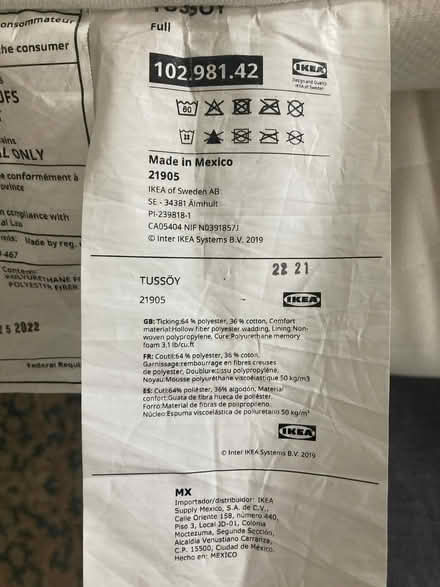 onsommateur
he consumer
UFS
L ONLY
e conformément à
ovince
n compliance with
al Law
Made by reg.
467
Content:
POLYURETHANE
POLYESTER FIBER
5 2022
Federal Requi
TUSSÖY
Full
102.981.42
IKEA
Design and Quality
IKEA of Sweden
60
Made in Mexico
21905
IKEA of Sweden AB
SE - 34381 Älmhult
PI-239818-1
CA05404 NIF N0391857J
© Inter IKEA Systems B.V. 2019
22 21
TUSSÖY
21905
IKEA
GB: Ticking:64 % polyester, 36 % cotton, Comfort
material:Hollow fiber polyester wadding, Lining:Non-
woven polypropylene, Core:Polyurethane memory
foam 3.1 lb/cu.ft
FR: Coutil:64 % polyester, 36 % coton,
Garnissage:rembourrage en fibres creuses
de polyester, Doublure:tissu polypropylène,
Noyau:Mousse polyuréthane viscoélastique 50 kg/m3
ES: Cutí:64% poliéster, 36% algodón, Material
confort:Guata de fibra hueca de poliéster.
Forro:Material de fibras de polipropileno,
Núcleo:Espuma viscoelástica de poliuretano 50 kg/m³
IKEA
© Inter IKEA Systems B.V. 2019
MX
Importador/distribuidor: IKEA
Supply Mexico, S.A. de C.V.,
Calle Oriente 158, número 440,
Piso 3, Local JD-01, Colonia
Moctezuma, Segunda Sección,
Alcaldía Venustiano Carranza,
C.P. 15500, Ciudad de México.
Hecho en: MÉXICO